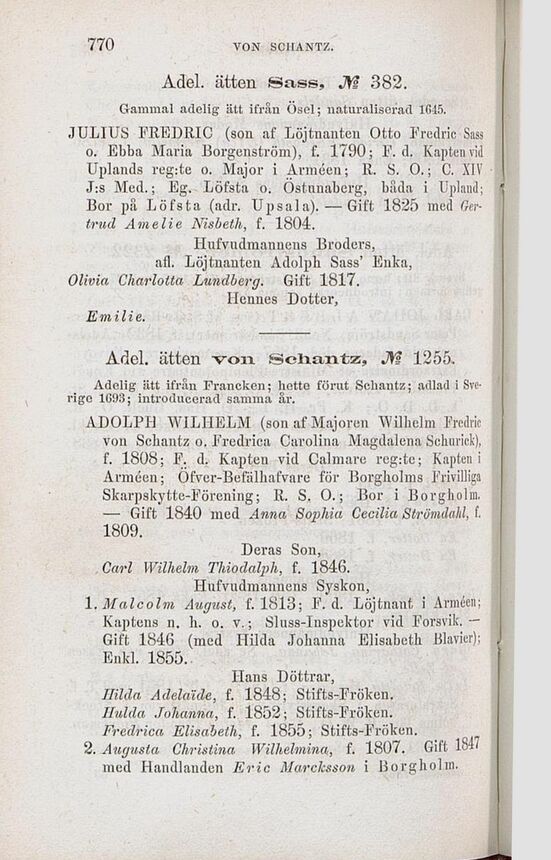 770 VON SCHANTZ.
Adel. ätten Sass, № 382.
Gammal adelig ätt ifrån Ösel; naturaliserad 1645.
JULIUS FREDRIC (son af Löjtnanten Otto Fredric Sass
o. Ebba Maria Borgenström), f. 1790; F. d. Kapten vid
Uplands reg:te o. Major i Arméen; R. S. O.; C. XIV
J:s Med.; Eg. Löfsta o. Östunaberg, båda i Upland;
Bor på Löfsta (adr. Upsala). — Gift 1825 med Ger-
trud Amelie Nisbeth, f. 1804.
Hufvudmannens Broders,
afl. Löjtnanten Adolph Sass' Enka,
Olivia Charlotta Lundberg. Gift 1817.
Hennes Dotter,
Emilie.
Adel. ätten von Schantz, № 1255.
Adelig ätt ifrån Francken; hette förut Schantz; adlad i Sve-
rige 1693; introducerad samma år.
ADOLPH WILHELM (son af Majoren Wilhelm Fredric
von Schantz o. Fredrica Carolina Magdalena Schurick),
f. 1808; F. d. Kapten vid Calmare reg:te; Kapten i
Arméen; Öfver-Befälhafvare för Borgholms Frivilliga
Skarpskytte-Förening; R. S. O.; Bor i Borgholm.
— Gift 1840 med Anna Sophia Cecilia Strömdahl, f.
1809.
Deras Son,
Carl Wilhelm Thiodalph, f. 1846.
Hufvudmannens Syskon,
1. Malcolm August, f. 1813; F. d. Löjtnant i Arméen;
Kaptens n. h. o. v.; Sluss-Inspektor vid Forsvik. —
Gift 1846 (med Hilda Johanna Elisabeth Blavier);
Enkl. 1855.
Hans Döttrar,
Hilda Adelaïde, f. 1848; Stifts-Fröken.
Hulda Johanna, f. 1852; Stifts-Fröken.
Fredrica Elisabeth, f. 1855; Stifts-Fröken.
2. Augusta Christina Wilhelmina, f. 1807. Gift 1847
med Handlanden Eric Marcksson i Borgholm.